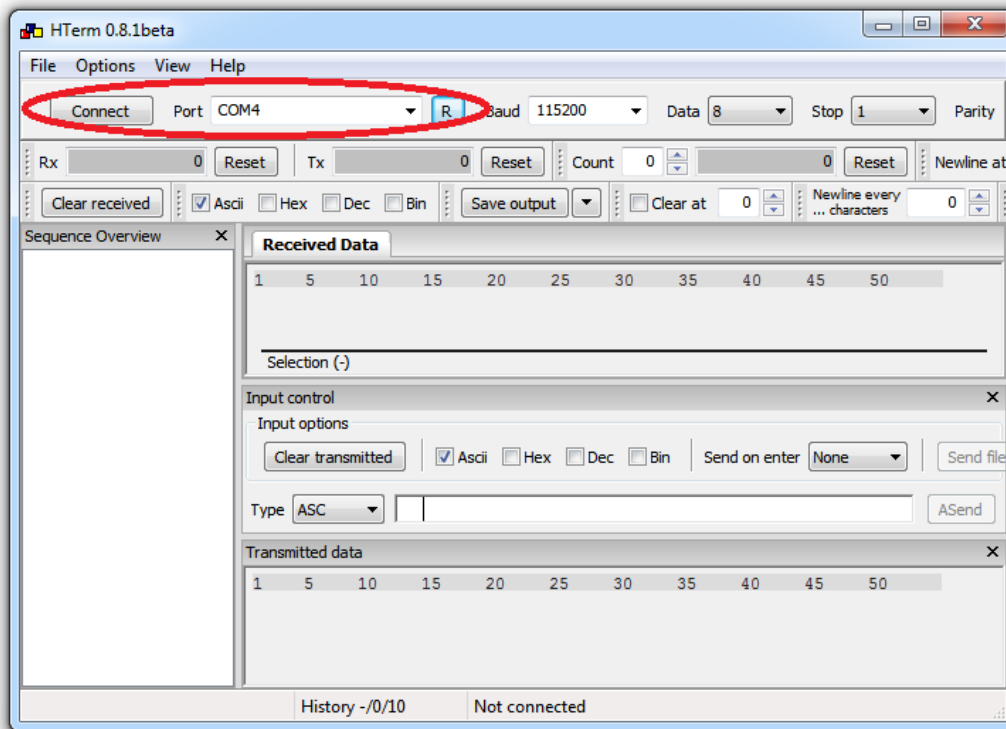 HTerm 0.8.1beta
File Options View Help
Connect Port COM4 R Baud 115200 Data 8 Stop 1 Parity
Rx 0 Reset Tx 0 Reset Count 0 0 Reset Newline at
Clear received Ascii Hex Dec Bin Save output Clear at 0 Newline every ... characters 0
Sequence Overview
Received Data
1 5 10 15 20 25 30 35 40 45 50
Selection (-)
Input control
Input options
Clear transmitted Ascii Hex Dec Bin Send on enter None Send file
Type ASC ASend
Transmitted data
1 5 10 15 20 25 30 35 40 45 50
History -/0/10 Not connected